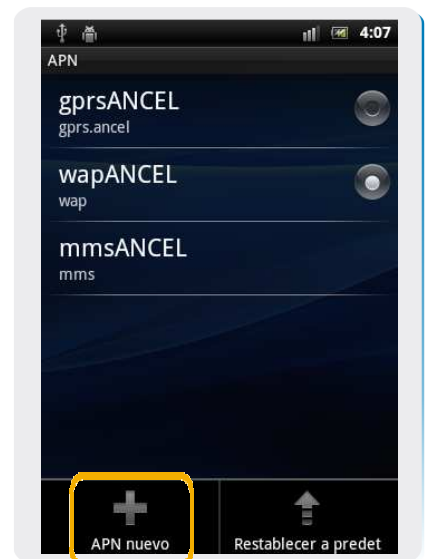 4:07
APN
gprsANCEL
gprs.ancel
wapANCEL
wap
mmsANCEL
mms
APN nuevo
Restablecer a predet